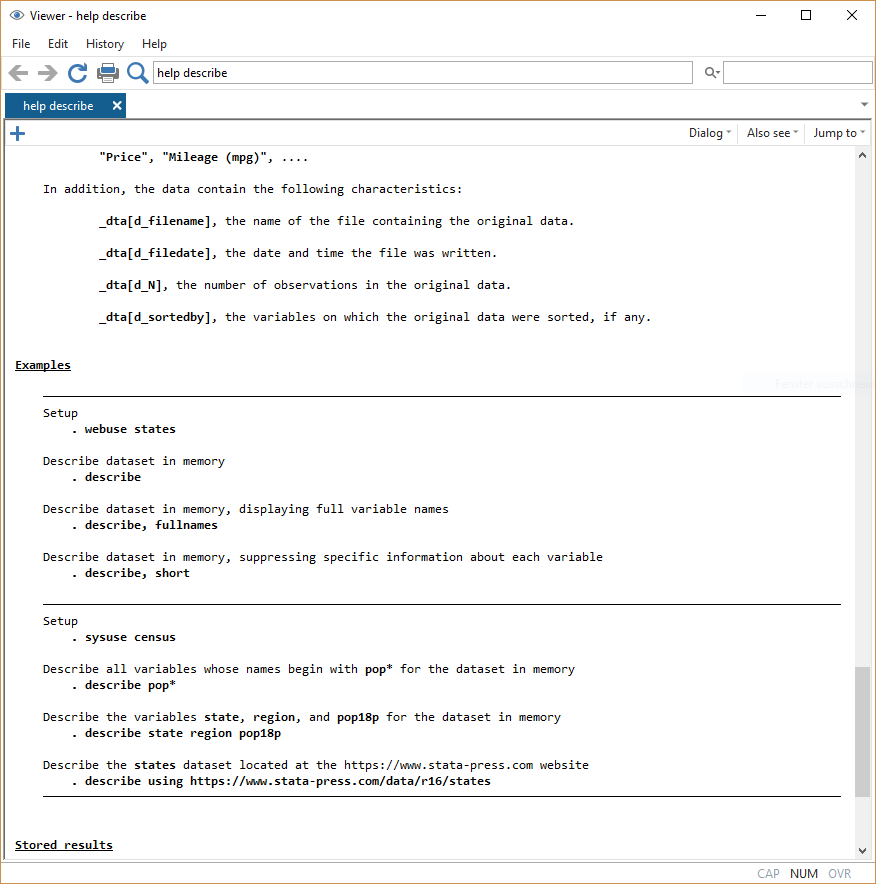 Viewer - help describe
File Edit History Help
help describe
help describe
Dialog Also see Jump to
"Price", "Mileage (mpg)", ....
In addition, the data contain the following characteristics:
_dta[d_filename], the name of the file containing the original data.
_dta[d_filedate], the date and time the file was written.
_dta[d_N], the number of observations in the original data.
_dta[d_sortedby], the variables on which the original data were sorted, if any.
Examples
Setup
. webuse states
Describe dataset in memory
. describe
Describe dataset in memory, displaying full variable names
. describe, fullnames
Describe dataset in memory, suppressing specific information about each variable
. describe, short
Setup
. sysuse census
Describe all variables whose names begin with pop* for the dataset in memory
. describe pop*
Describe the variables state, region, and pop18p for the dataset in memory
. describe state region pop18p
Describe the states dataset located at the https://www.stata-press.com website
. describe using https://www.stata-press.com/data/r16/states
Stored results
CAP NUM OVR